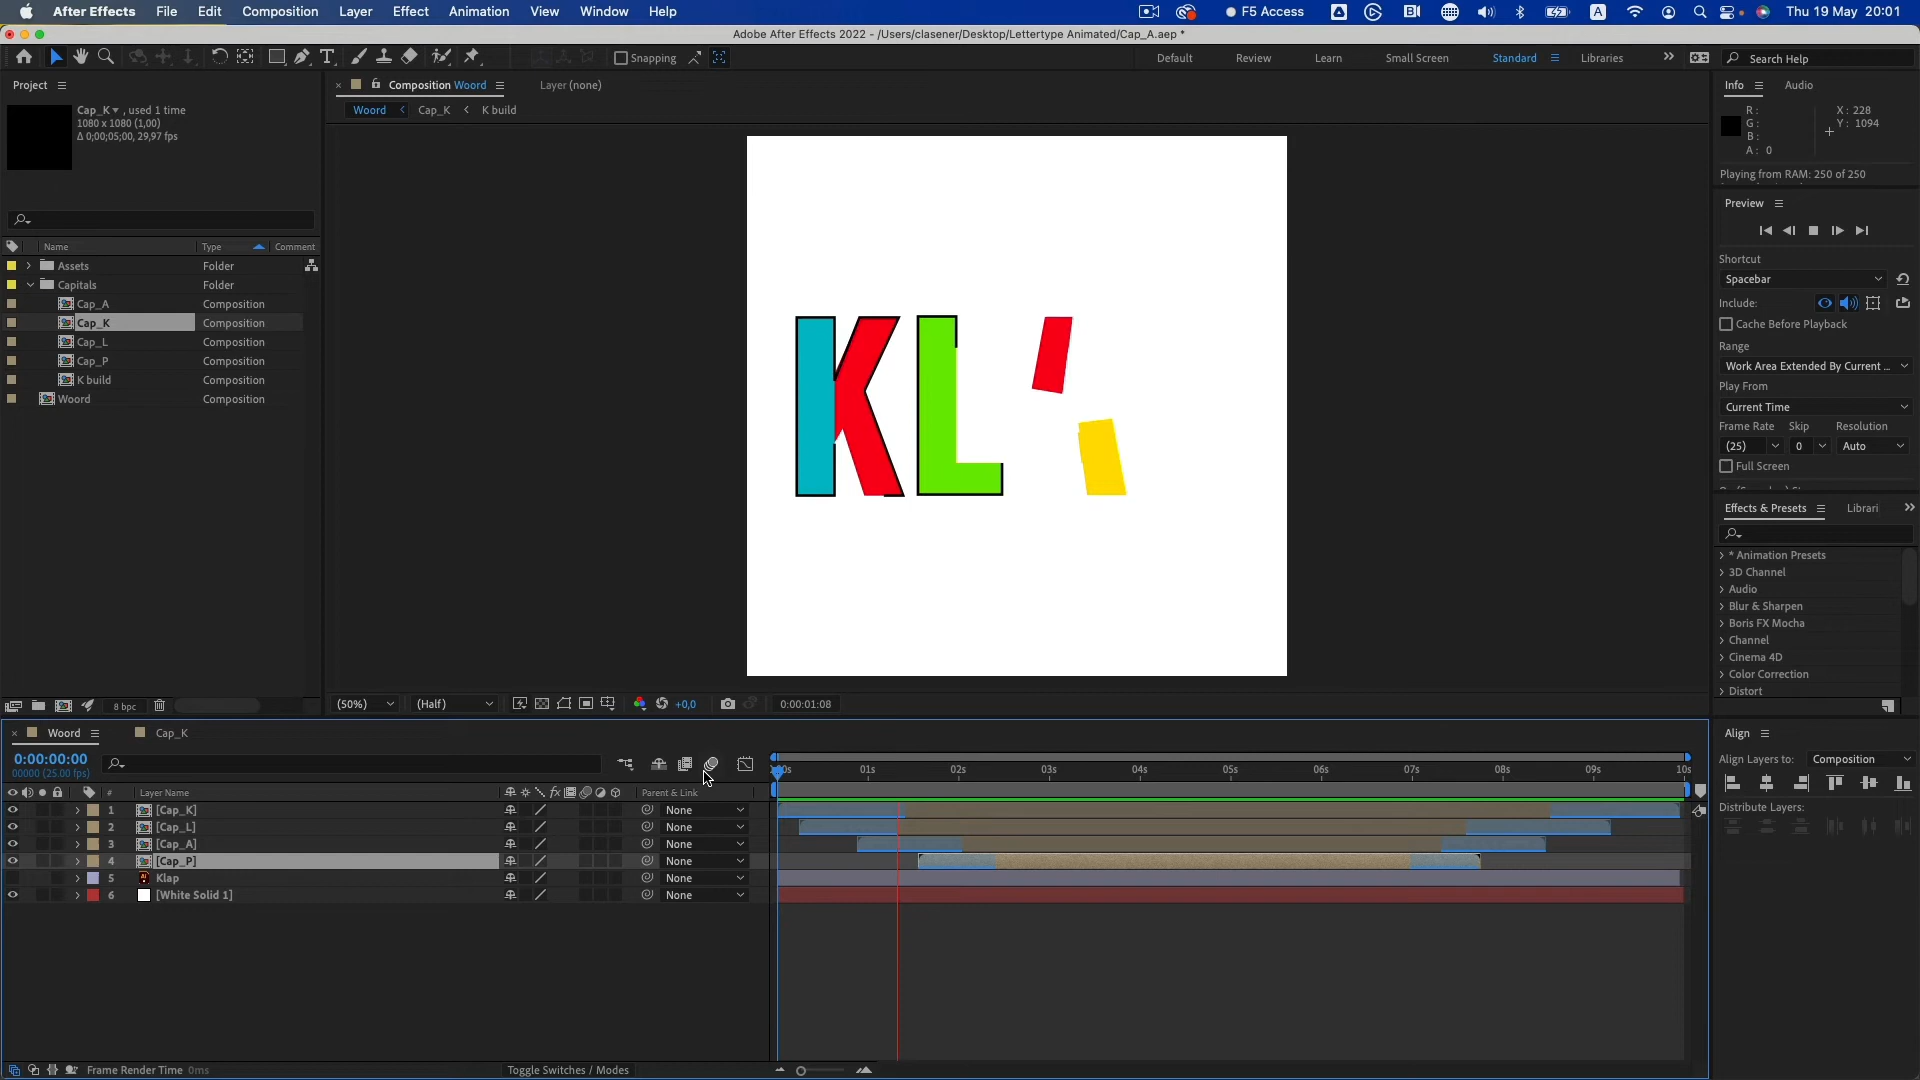 After Effects File Edit Composition Layer Effect Animation View Window Help F5 Access A Thu 19 May 20:01
Adobe After Effects 2022 - /Users/clasener/Desktop/Lettertype Animated/Cap_A.aep *
Snapping Default Review Learn Small Screen Standard Libraries Search Help
Project
Composition Woord
Layer (none)
Info Audio
Woord Cap_K K build
Cap_K , used 1 time
1080 x 1080 (1,00)
Δ 0;00;05;00, 29,97 fps
R:
G:
B:
A: 0
X: 228
Y: 1094
Playing from RAM: 250 of 250
Preview
Shortcut
Spacebar
Include:
Cache Before Playback
Range
Work Area Extended By Current ...
Play From
Current Time
Frame Rate Skip Resolution
(25) 0 Auto
Full Screen
Name Type Comment
Assets Folder
Capitals Folder
Cap_A Composition
Cap_K Composition
Cap_L Composition
Cap_P Composition
K build Composition
Woord Composition
KL
Effects & Presets Librari
* Animation Presets
3D Channel
Audio
Blur & Sharpen
Boris FX Mocha
Channel
Cinema 4D
Color Correction
Distort
8 bpc
(50%) (Half) +0,0 0:00:01:08
Woord Cap_K
0:00:00:00
00000 (25.00 fps)
01s 02s 03s 04s 05s 06s 07s 08s 09s 10s
# Layer Name fx Parent & Link
1 [Cap_K] None
2 [Cap_L] None
3 [Cap_A] None
4 [Cap_P] None
5 Klap None
6 [White Solid 1] None
Align
Align Layers to: Composition
Distribute Layers:
Frame Render Time 0ms
Toggle Switches / Modes